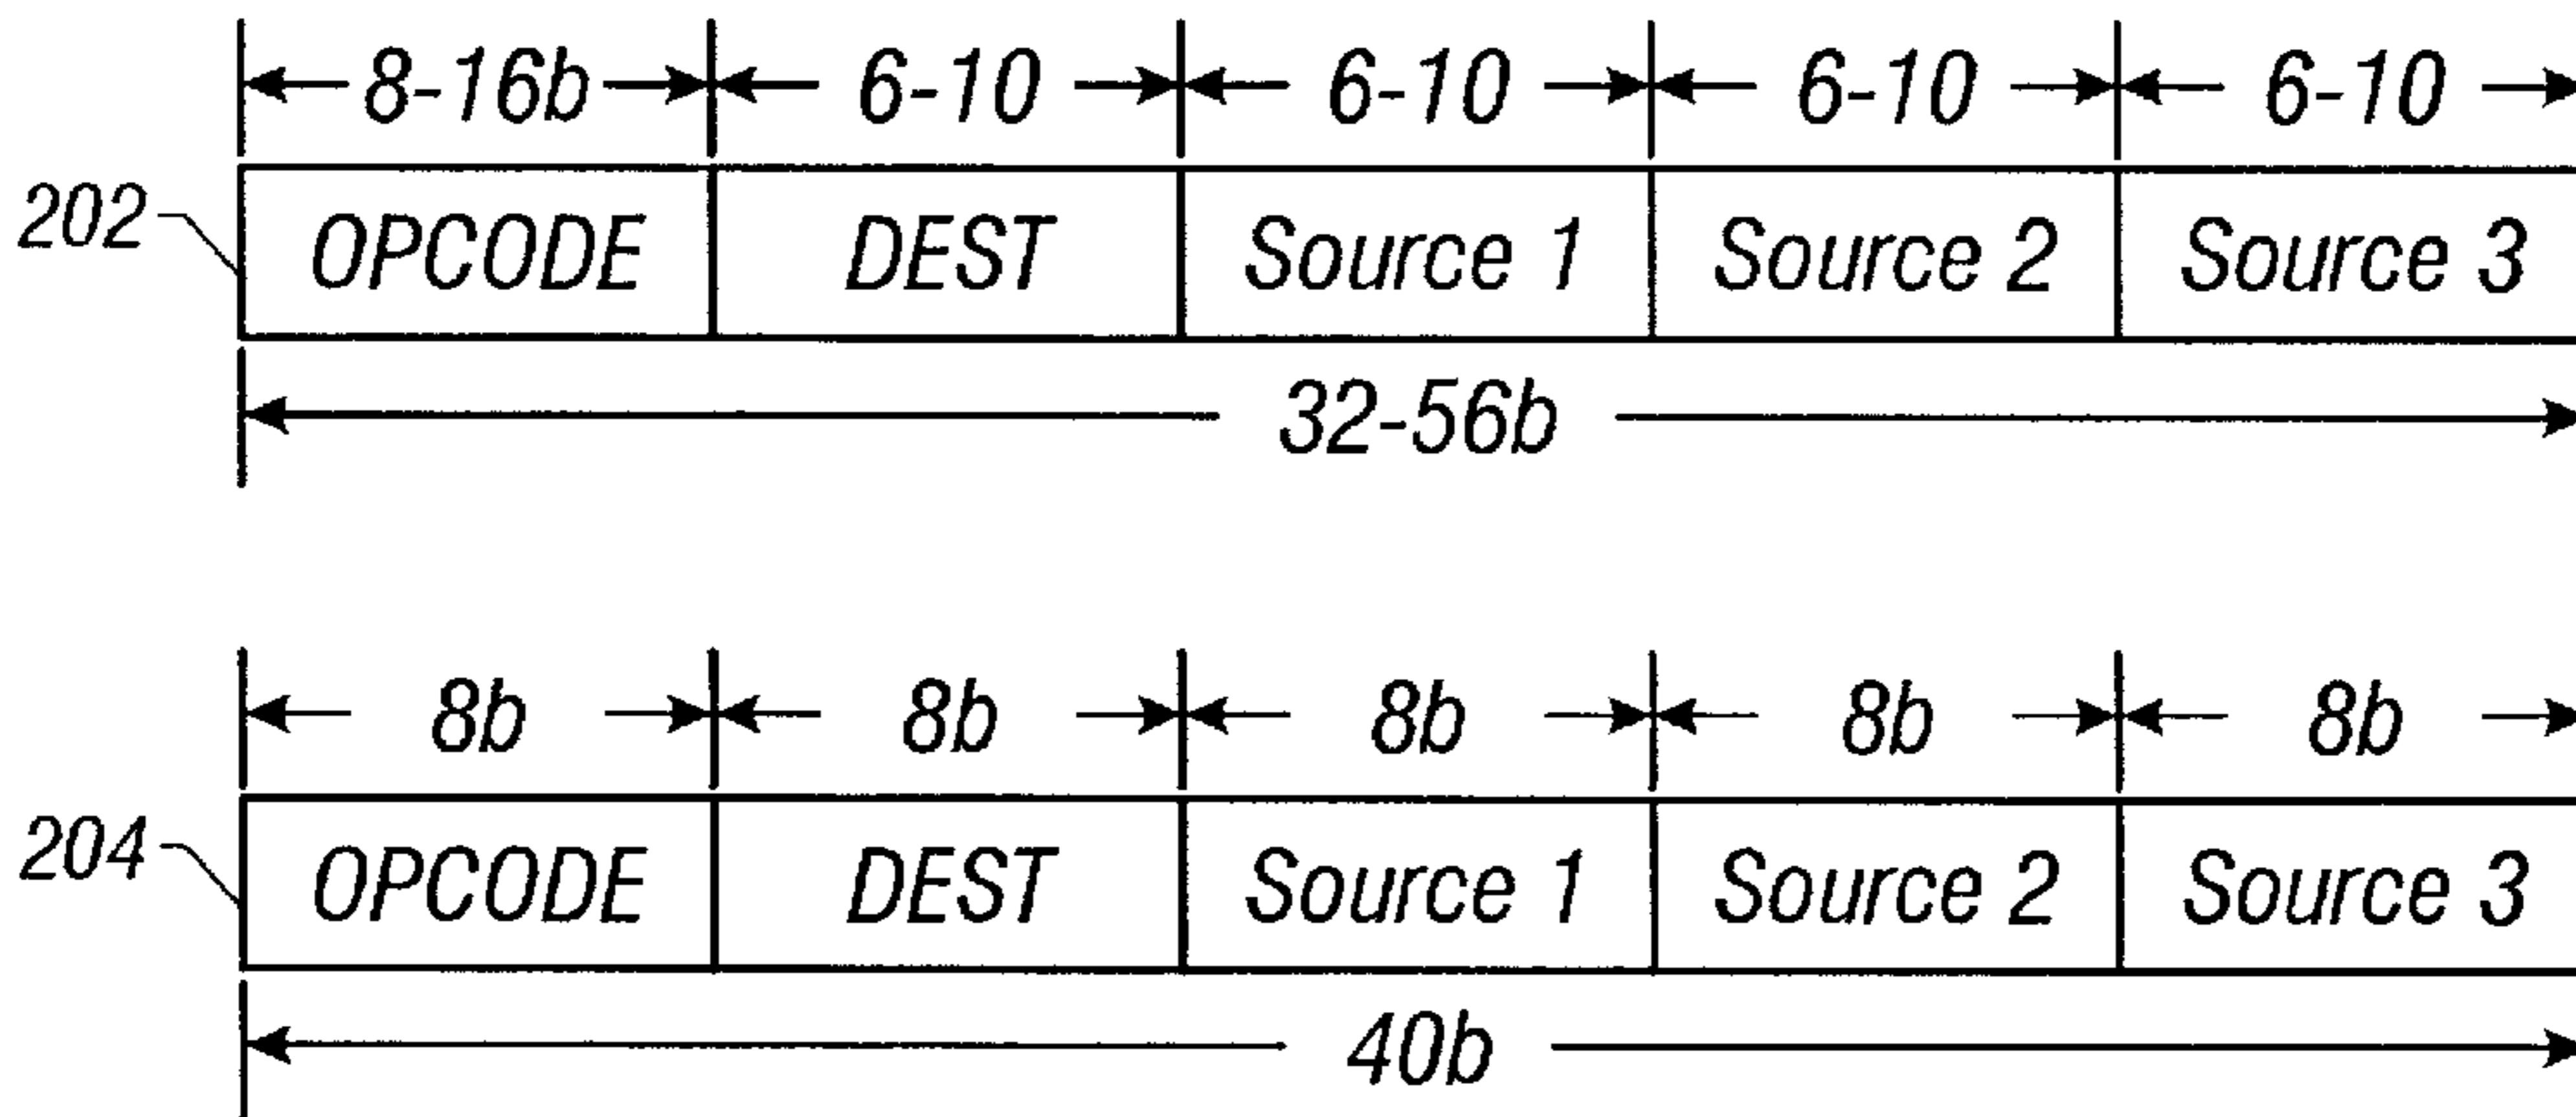 8-16b 6-10 6-10 6-10 6-10
202 OPCODE DEST Source 1 Source 2 Source 3
32-56b
8b 8b 8b 8b 8b
204 OPCODE DEST Source 1 Source 2 Source 3
40b